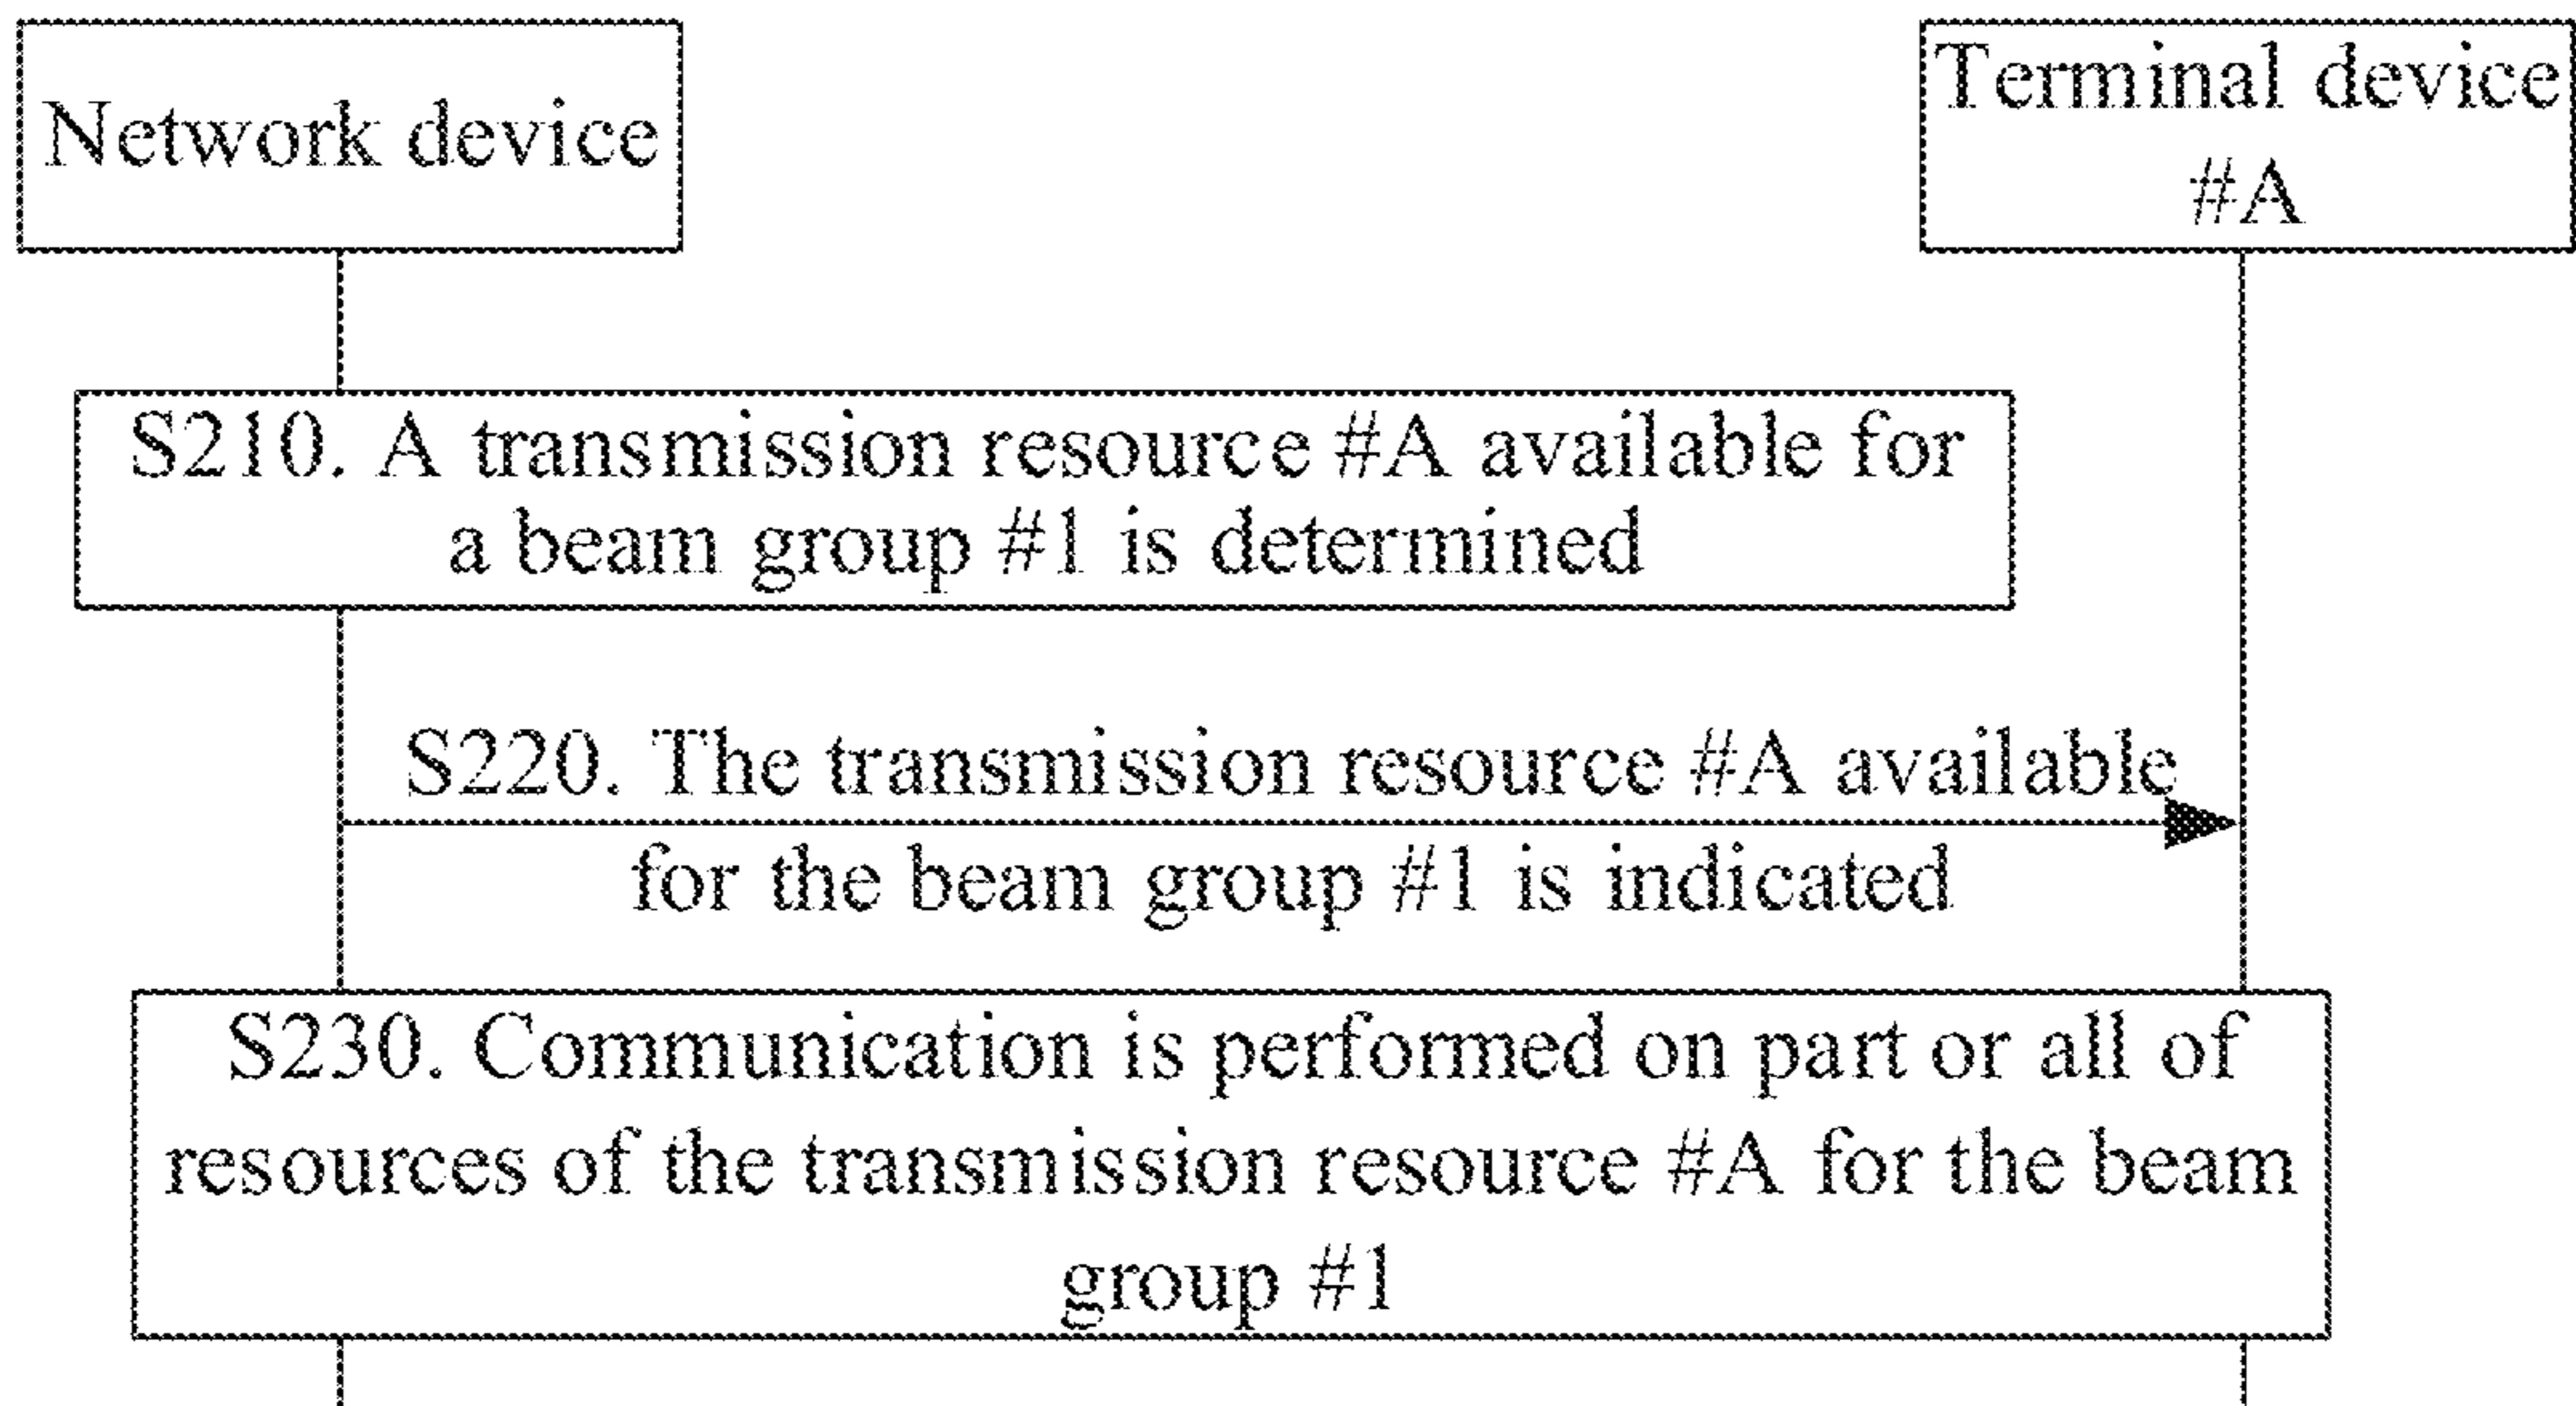 Network device
Terminal device
#A
S210. A transmission resource #A available for
a beam group #1 is determined
S220. The transmission resource #A available
for the beam group #1 is indicated
S230. Communication is performed on part or all of
resources of the transmission resource #A for the beam
group #1